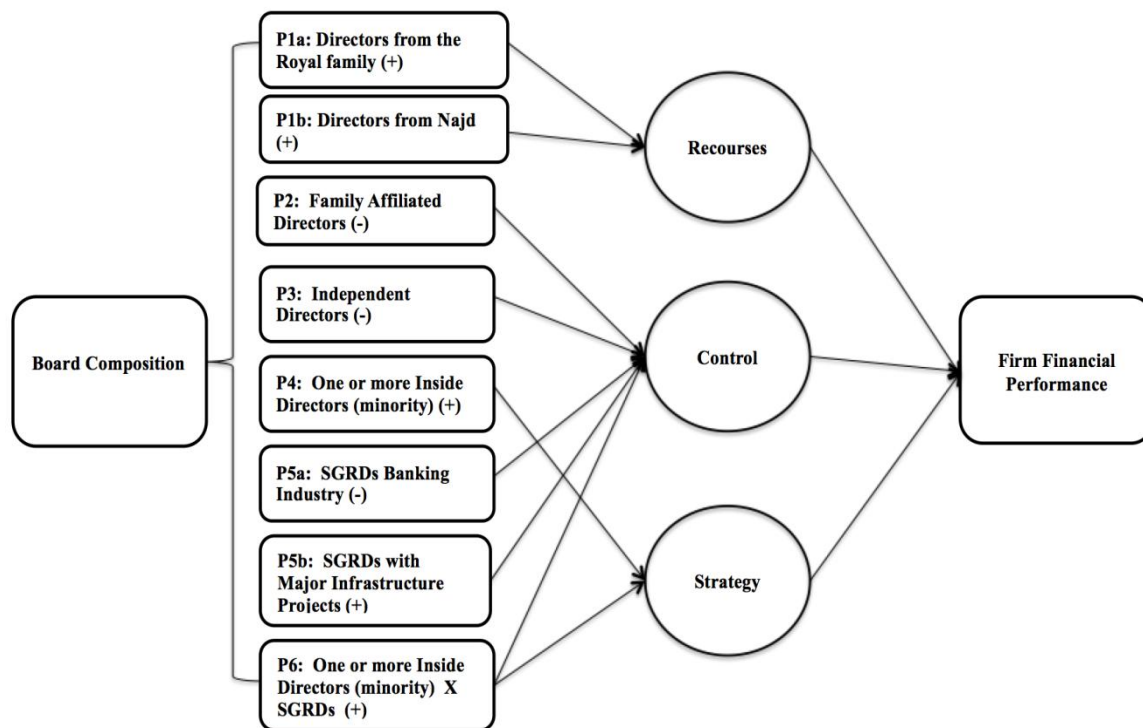 Board Composition
P1a: Directors from the
Royal family (+)
P1b: Directors from Najd
(+)
P2: Family Affiliated
Directors (-)
P3: Independent
Directors (-)
P4: One or more Inside
Directors (minority) (+)
P5a: SGRDs Banking
Industry (-)
P5b: SGRDs with
Major Infrastructure
Projects (+)
P6: One or more Inside
Directors (minority) X
SGRDs (+)
Recourses
Control
Strategy
Firm Financial
Performance